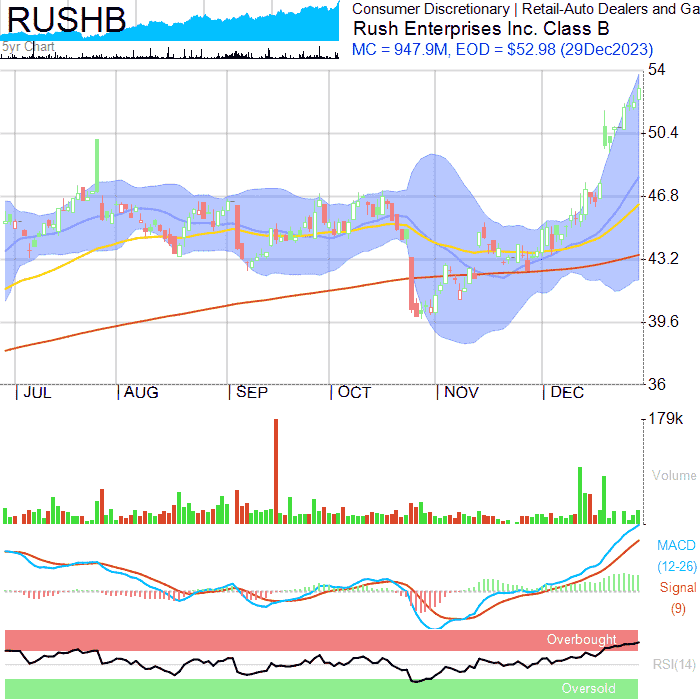 RUSHB
5yr Chart
Consumer Discretionary | Retail-Auto Dealers and Ga
Rush Enterprises Inc. Class B
MC = 947.9M, EOD = $52.98 (29Dec2023)
54
50.4
46.8
43.2
39.6
36
JUL AUG SEP OCT NOV DEC
179k
Volume
MACD
(12-26)
Signal
(9)
Overbought
RSI(14)
Oversold